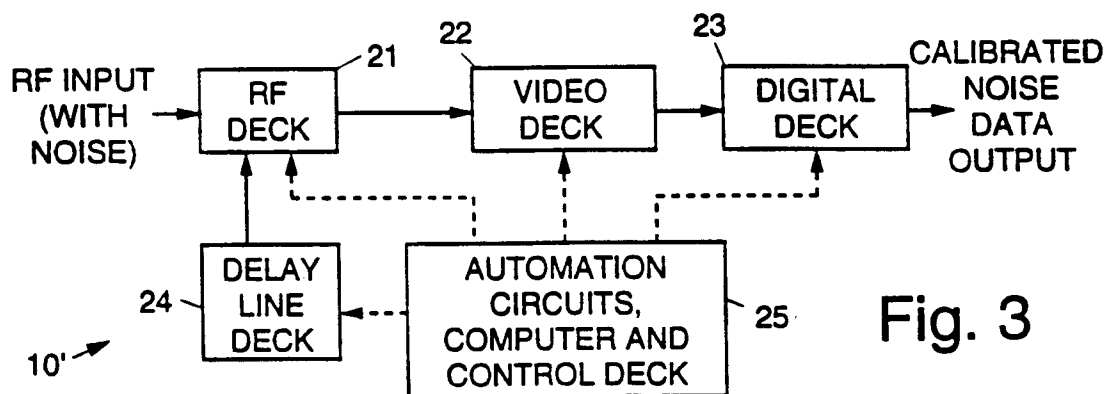 RF INPUT
(WITH
NOISE)
21
RF
DECK
22
VIDEO
DECK
23
DIGITAL
DECK
CALIBRATED
NOISE
DATA
OUTPUT
24
DELAY
LINE
DECK
AUTOMATION
CIRCUITS,
COMPUTER AND
CONTROL DECK
25
10'
Fig. 3